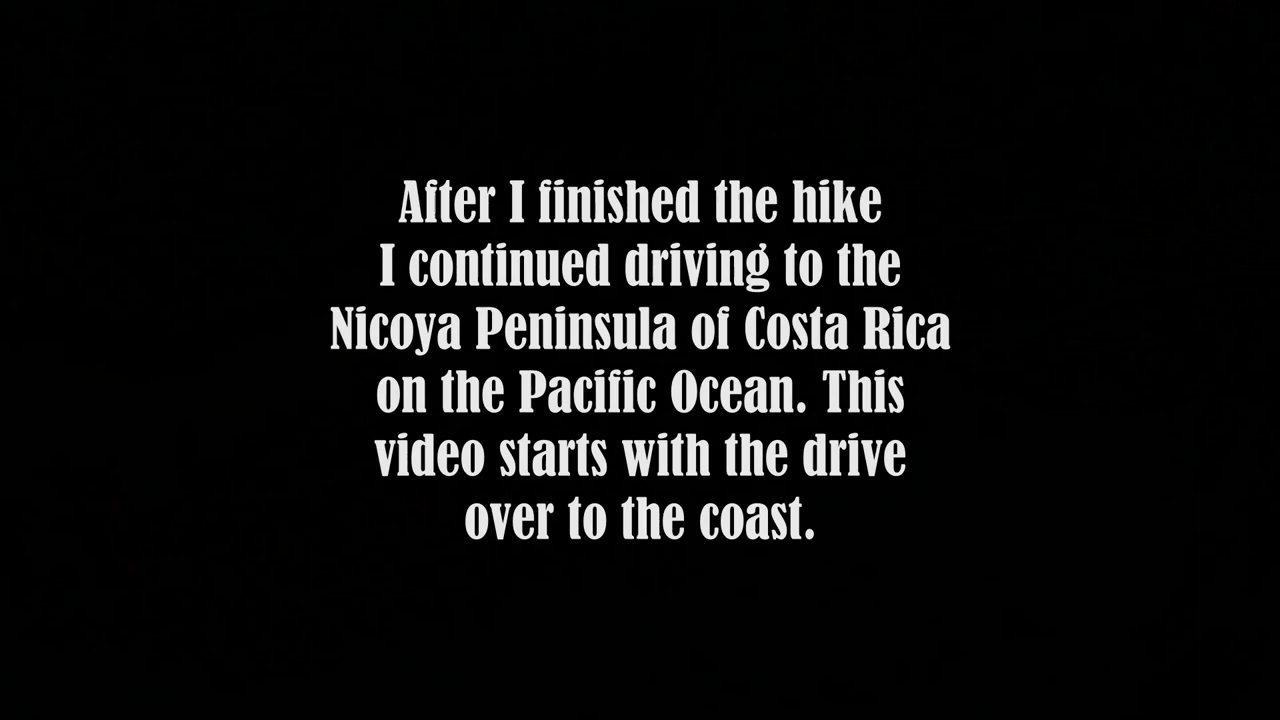 After I finished the hike
I continued driving to the
Nicoya Peninsula of Costa Rica
on the Pacific Ocean. This
video starts with the drive
over to the coast.